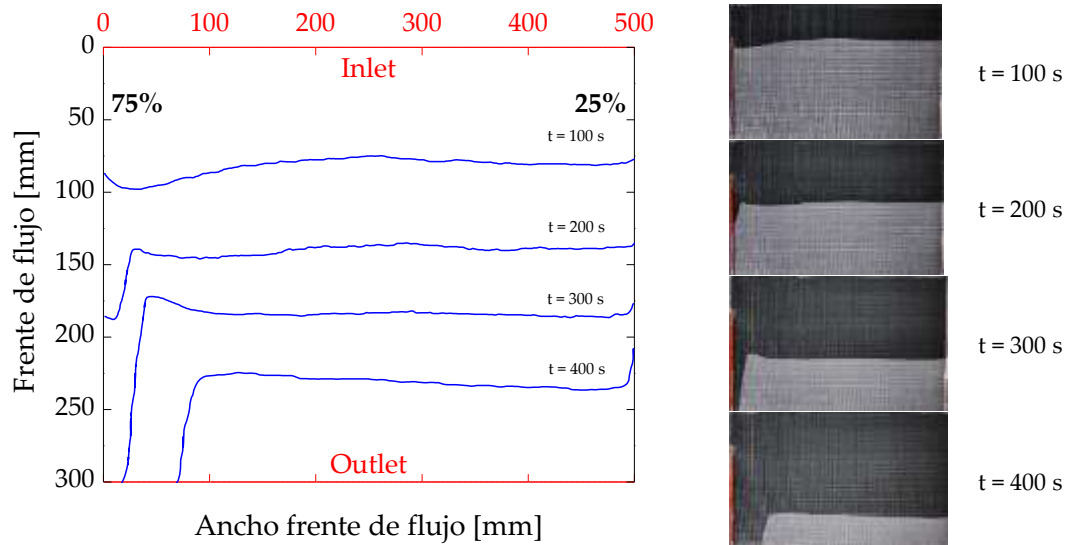 0 100 200 300 400 500
Inlet
75% 25%
0
50
100
150
200
250
300
t = 100 s
t = 200 s
t = 300 s
t = 400 s
Outlet
Frente de flujo [mm]
Ancho frente de flujo [mm]
t = 100 s
t = 200 s
t = 300 s
t = 400 s